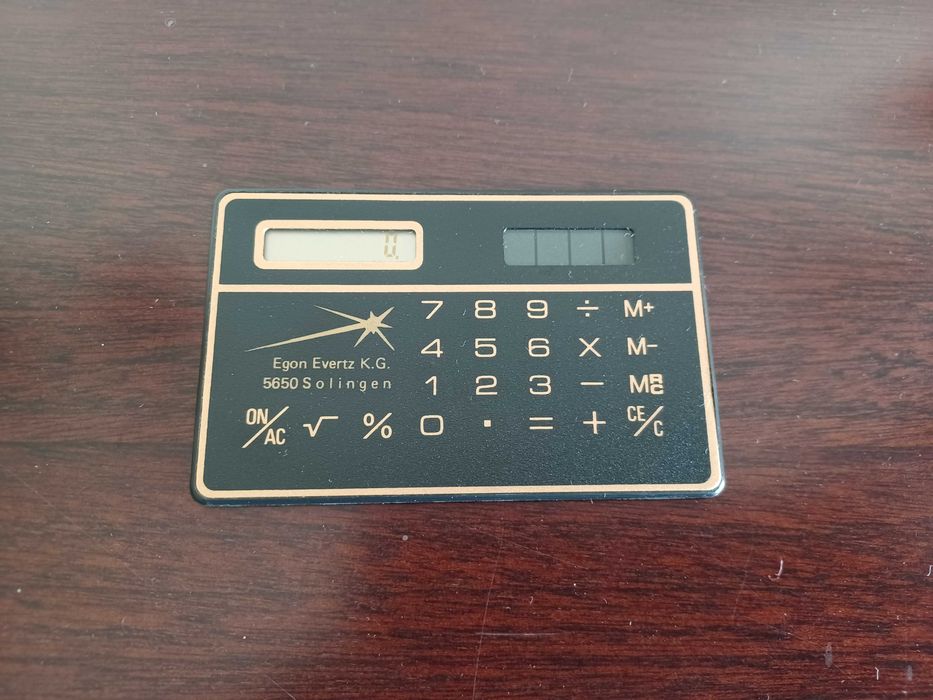 0.
7 8 9 ÷ M+
Egon Evertz K.G.
4 5 6 X M−
5650 Solingen
1 2 3 − MRC
ON/AC √ % 0 . = + CE/C